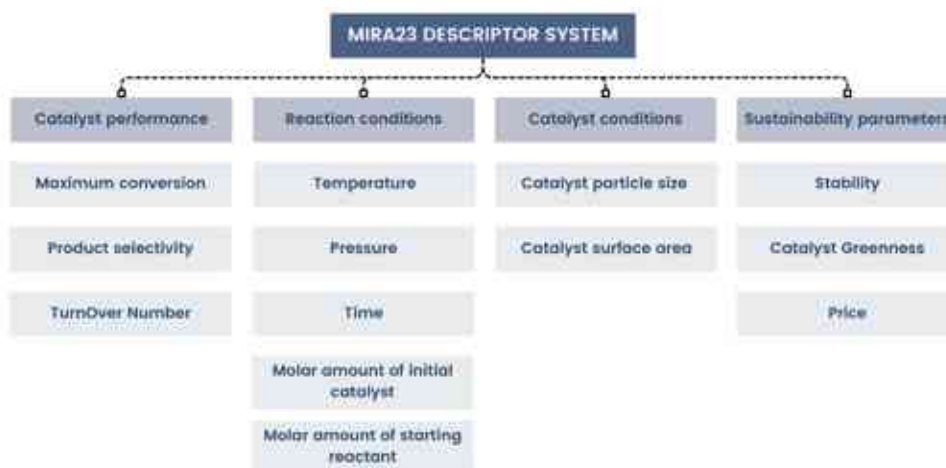 MIRA23 DESCRIPTOR SYSTEM
Catalyst performance
Maximum conversion
Product selectivity
TurnOver Number
Reaction conditions
Temperature
Pressure
Time
Molar amount of initial
catalyst
Molar amount of starting
reactant
Catalyst conditions
Catalyst particle size
Catalyst surface area
Sustainability parameters
Stability
Catalyst Greenness
Price